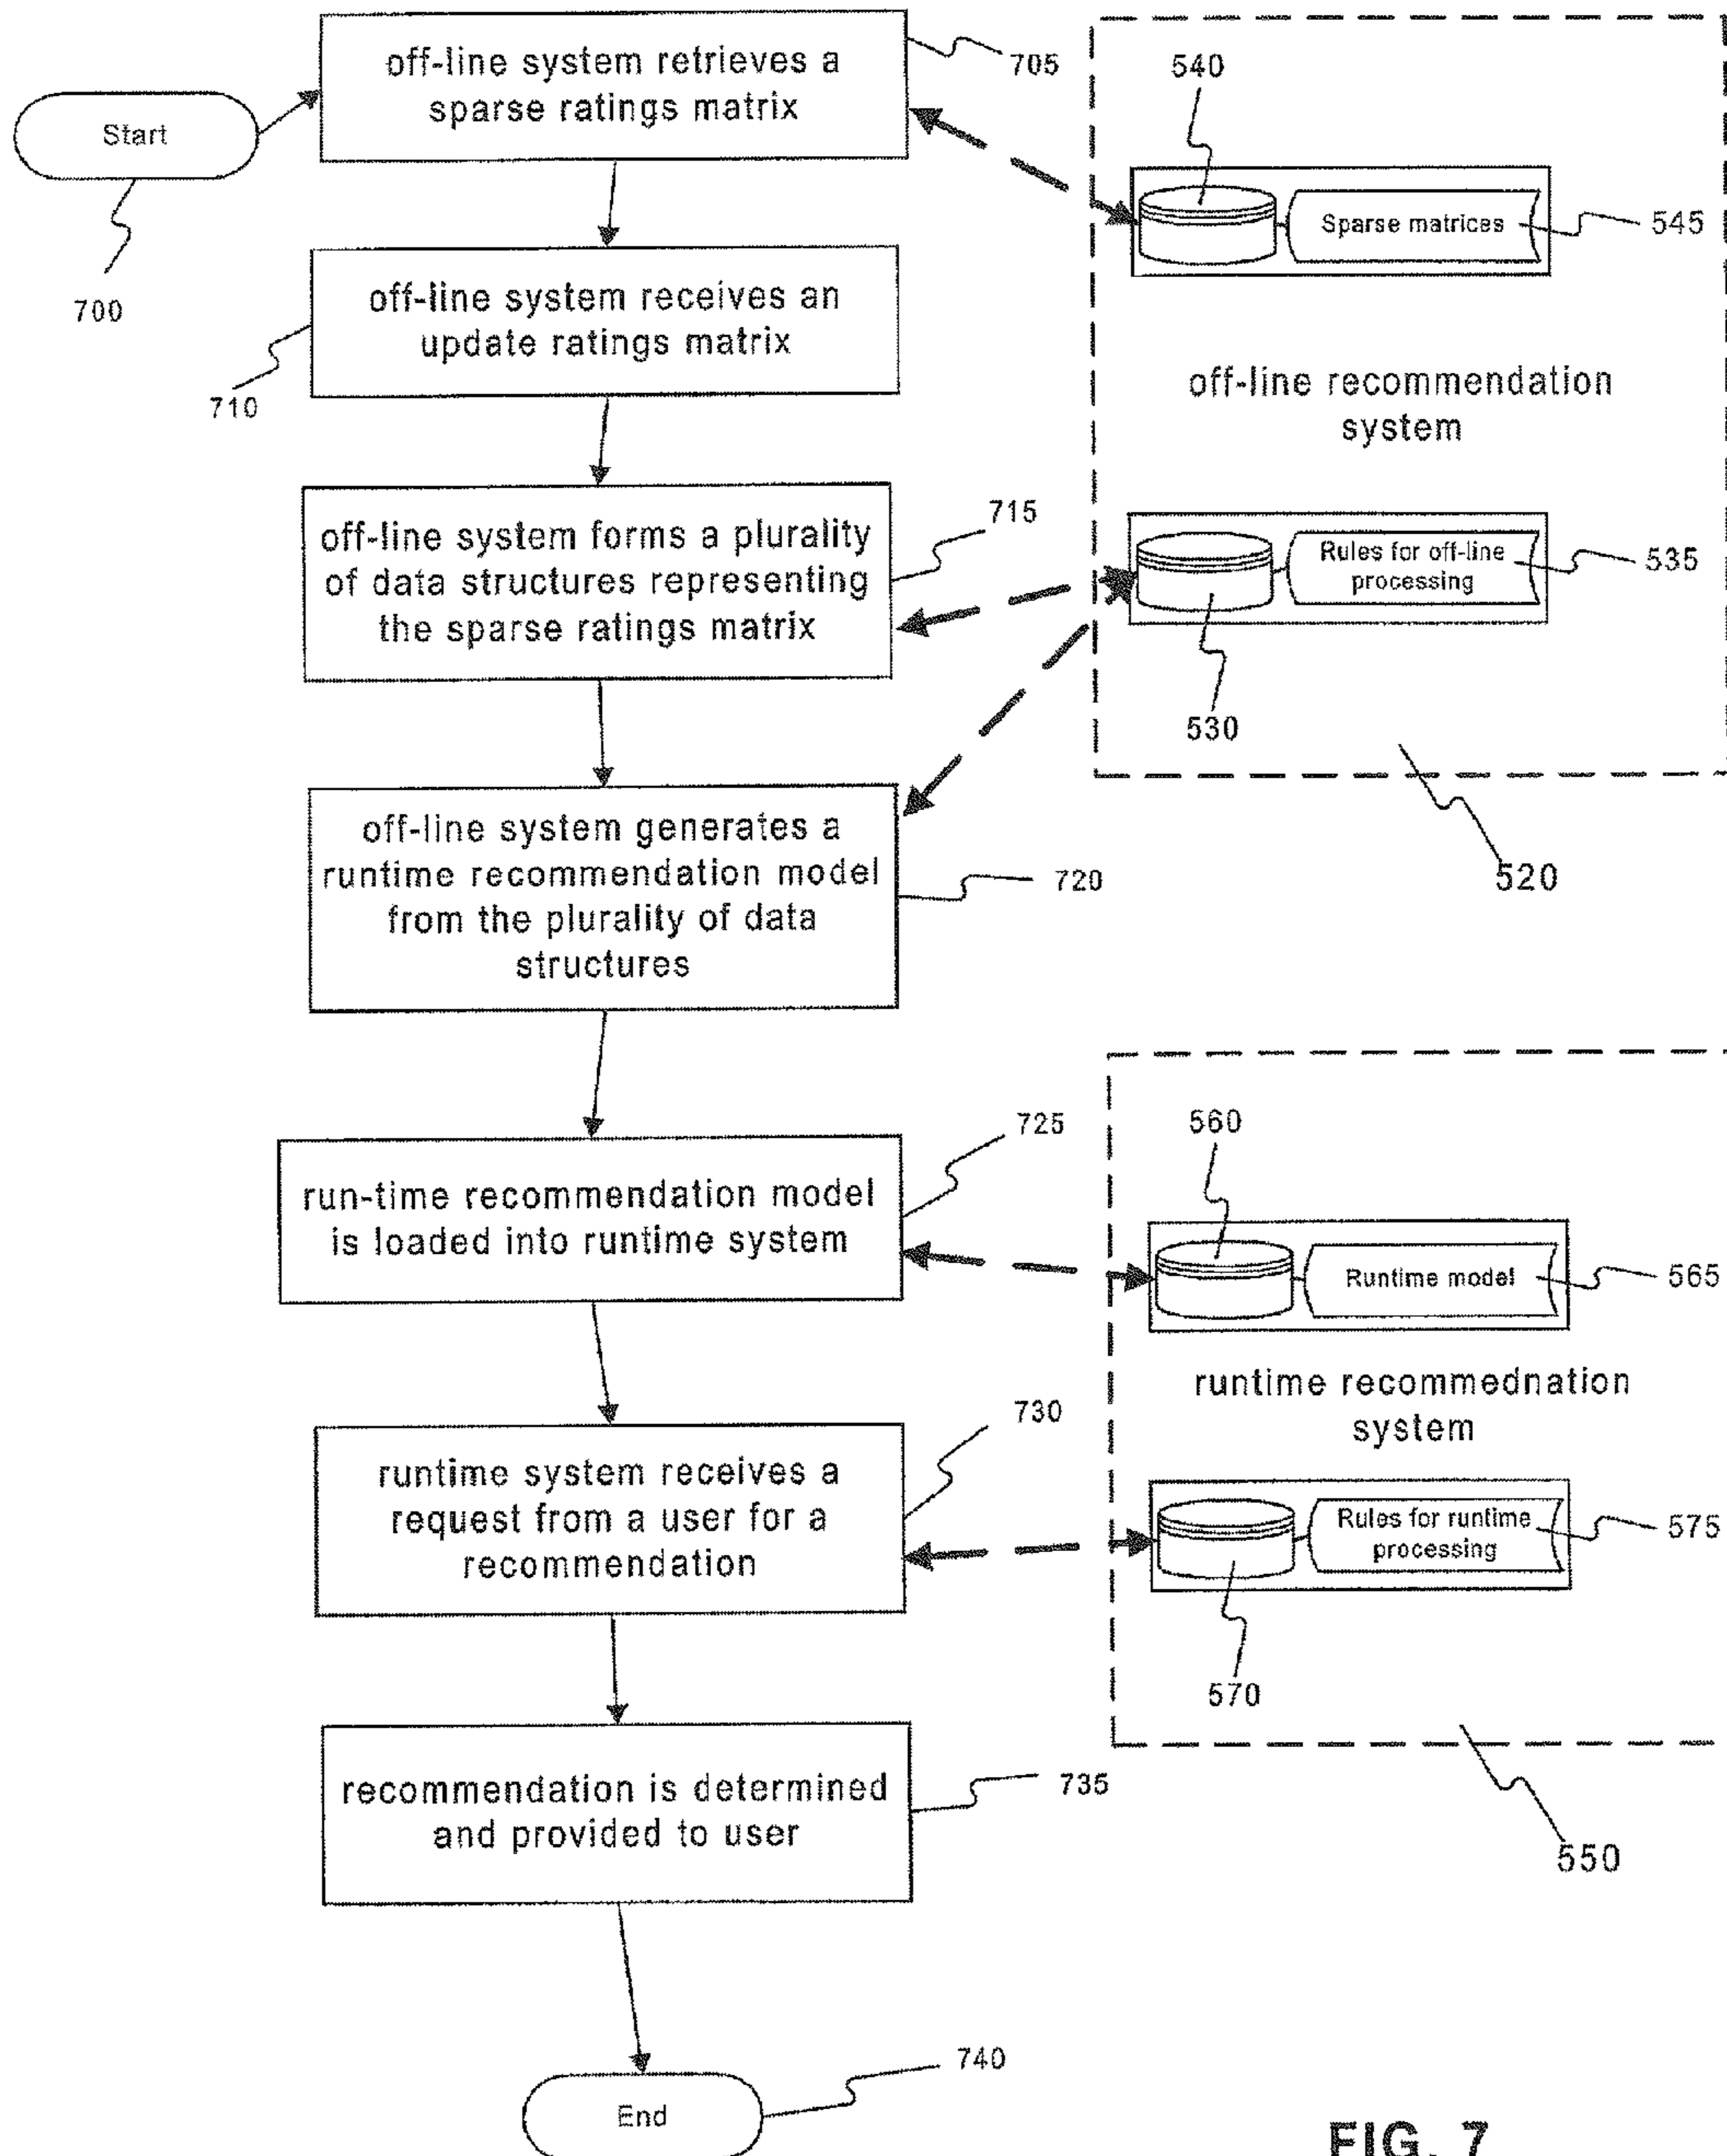 Start
700
off-line system retrieves a
sparse ratings matrix
705
off-line system receives an
update ratings matrix
710
off-line system forms a plurality
of data structures representing
the sparse ratings matrix
715
off-line system generates a
runtime recommendation model
from the plurality of data
structures
720
run-time recommendation model
is loaded into runtime system
725
runtime system receives a
request from a user for a
recommendation
730
recommendation is determined
and provided to user
735
End
740
540
Sparse matrices
545
off-line recommendation
system
Rules for off-line
processing
535
530
520
560
Runtime model
565
runtime recommednation
system
Rules for runtime
processing
575
570
550
FIG. 7